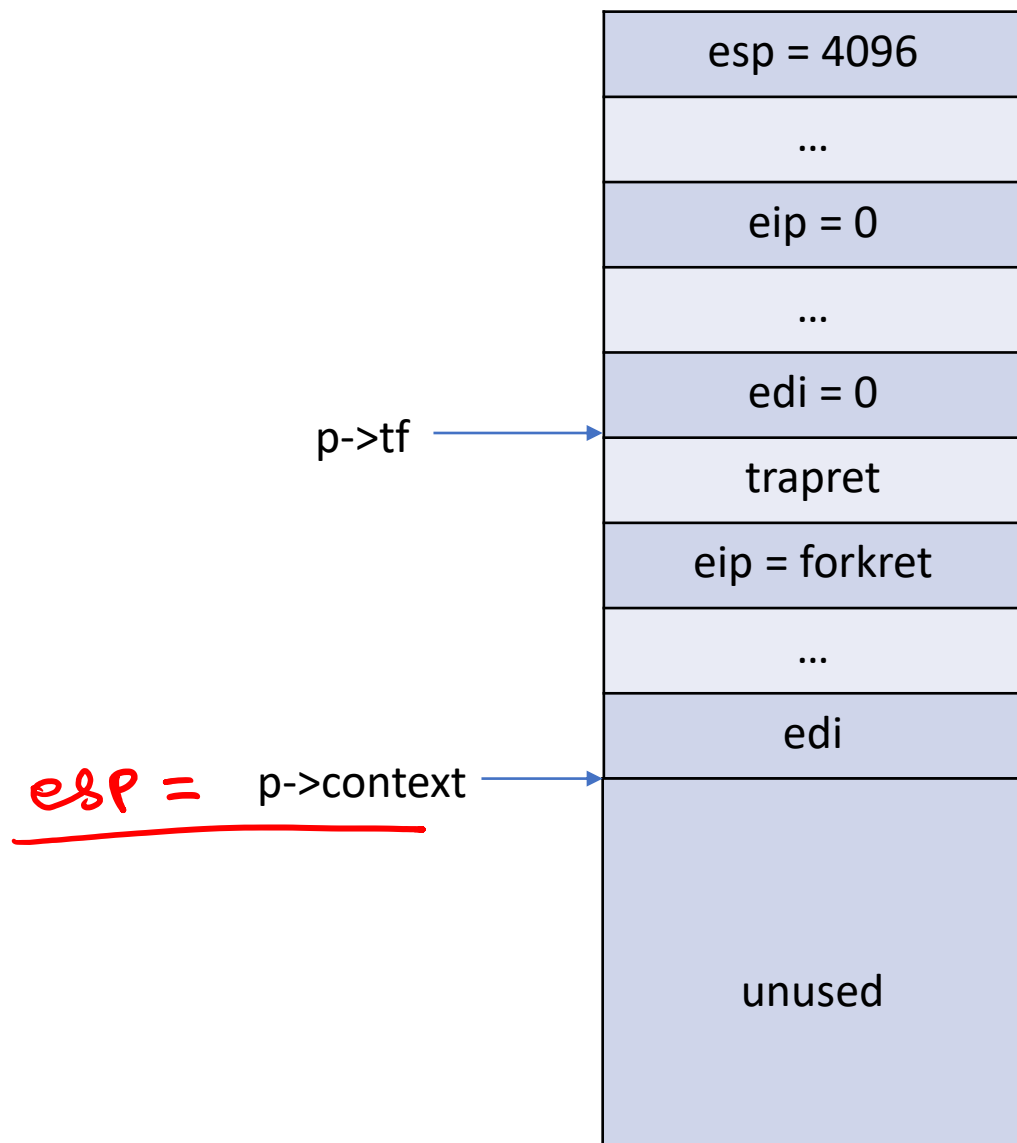 esp = 4096
...
eip = 0
...
edi = 0
p->tf
trapret
eip = forkret
...
edi
esp = p->context
unused